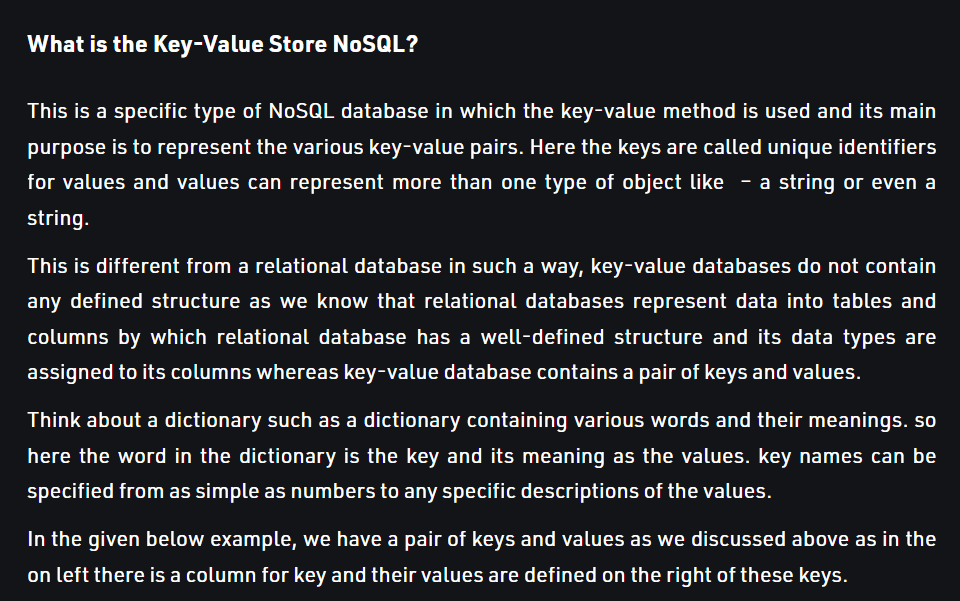 What is the Key-Value Store NoSQL?
This is a specific type of NoSQL database in which the key-value method is used and its main
purpose is to represent the various key-value pairs. Here the keys are called unique identifiers
for values and values can represent more than one type of object like – a string or even a
string.
This is different from a relational database in such a way, key-value databases do not contain
any defined structure as we know that relational databases represent data into tables and
columns by which relational database has a well-defined structure and its data types are
assigned to its columns whereas key-value database contains a pair of keys and values.
Think about a dictionary such as a dictionary containing various words and their meanings. so
here the word in the dictionary is the key and its meaning as the values. key names can be
specified from as simple as numbers to any specific descriptions of the values.
In the given below example, we have a pair of keys and values as we discussed above as in the
on left there is a column for key and their values are defined on the right of these keys.